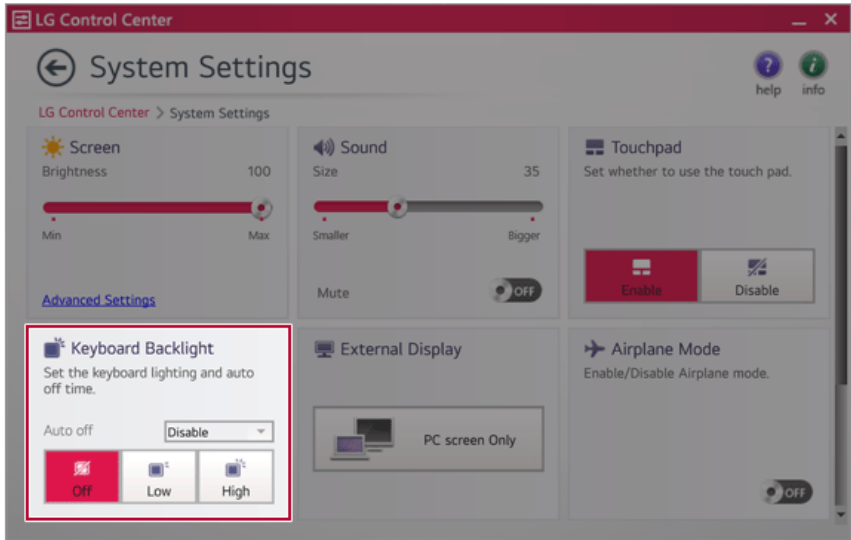 LG Control Center
System Settings
help
info
LG Control Center > System Settings
Screen
Brightness 100
Min Max
Advanced Settings
Sound
Size 35
Smaller Bigger
Mute OFF
Touchpad
Set whether to use the touch pad.
Enable Disable
Keyboard Backlight
Set the keyboard lighting and auto
off time.
Auto off Disable
Off Low High
External Display
PC screen Only
Airplane Mode
Enable/Disable Airplane mode.
OFF